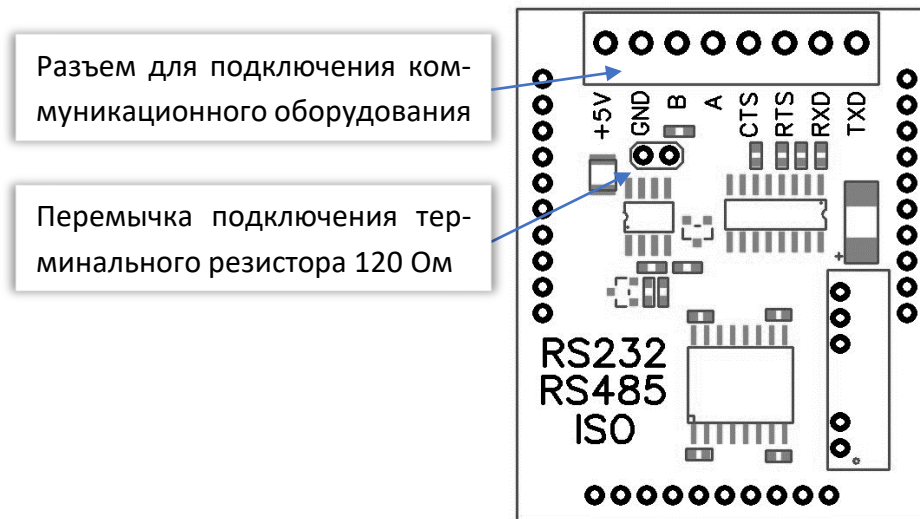 Разъем для подключения ком-
муникационного оборудования
Перемычка подключения тер-
минального резистора 120 Ом
+5V
GND
B
A
CTS
RTS
RXD
TXD
+
RS232
RS485
ISO